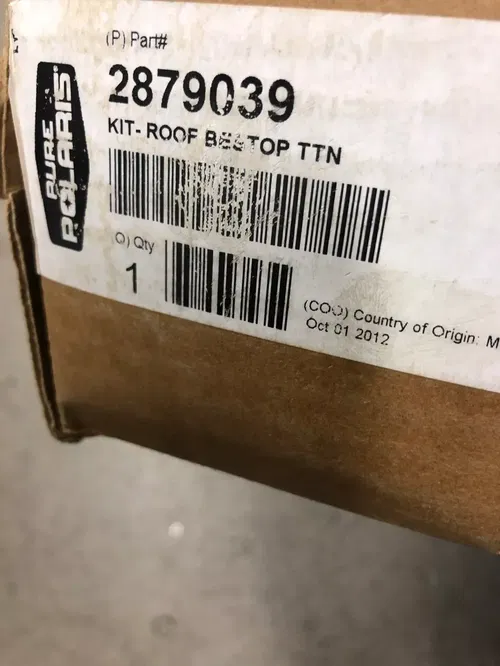 (P) Part#
2879039
PURE
POLARIS
KIT- ROOF BESTOP TTN
Q) Qty
1
(COO) Country of Origin: M
Oct 01 2012